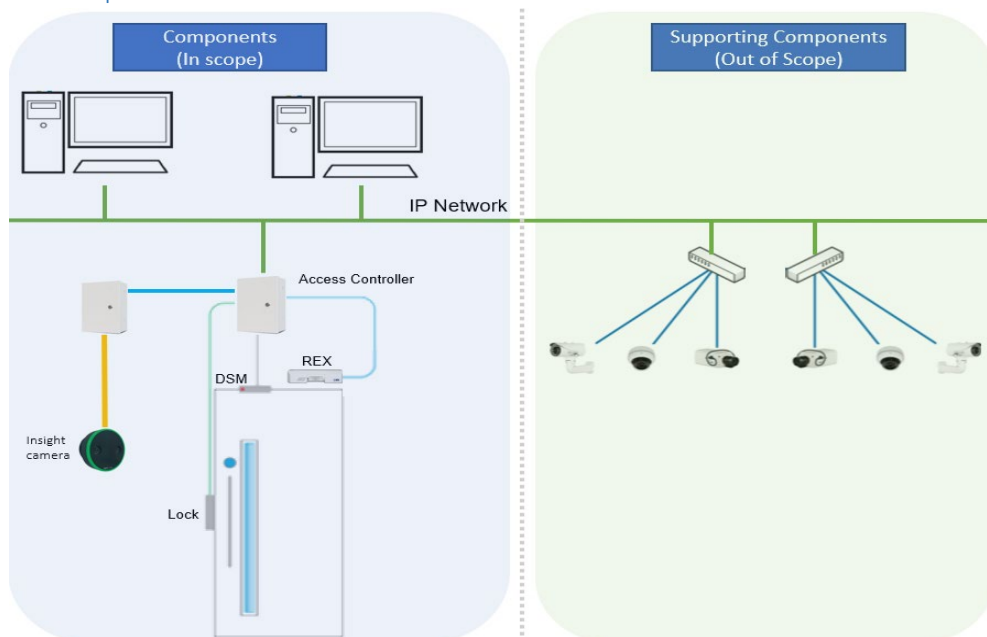 Components
(In scope)
Supporting Components
(Out of Scope)
IP Network
Access Controller
REX
DSM
Insight
camera
Lock